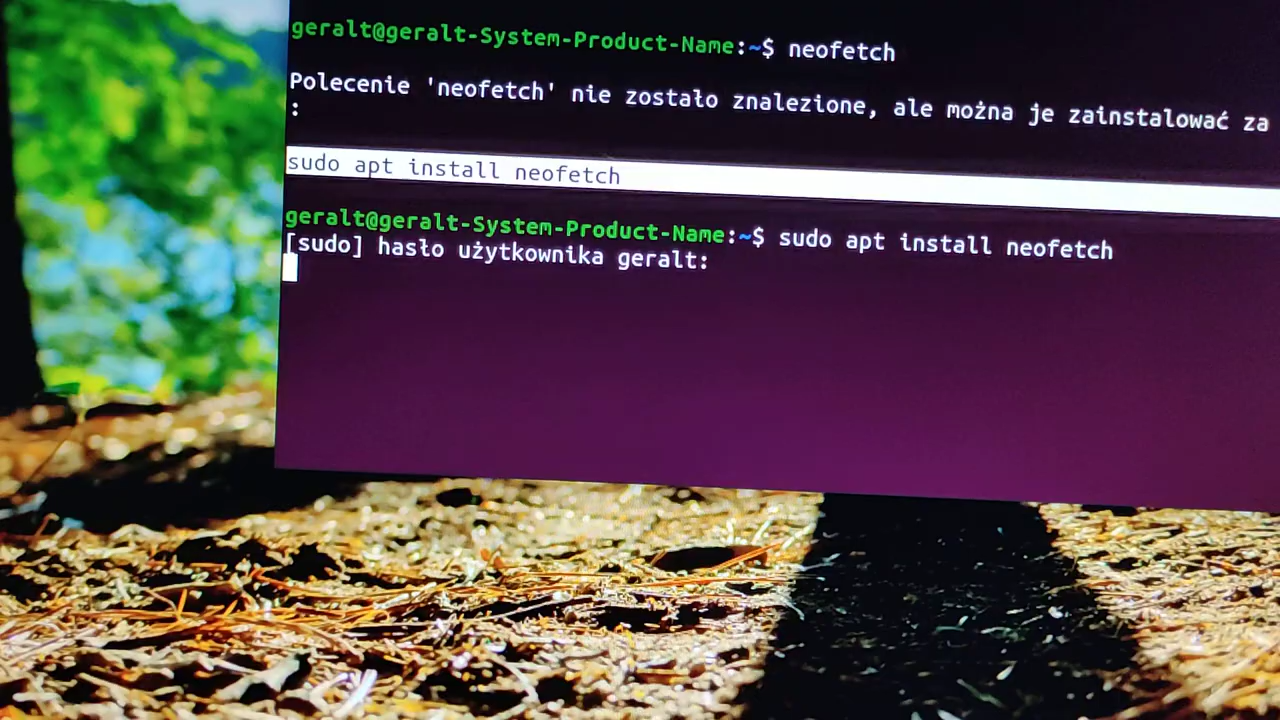 geralt@geralt-System-Product-Name:~$ neofetch
Polecenie 'neofetch' nie zostało znalezione, ale można je zainstalować za
:
sudo apt install neofetch
geralt@geralt-System-Product-Name:~$ sudo apt install neofetch
[sudo] hasło użytkownika geralt: